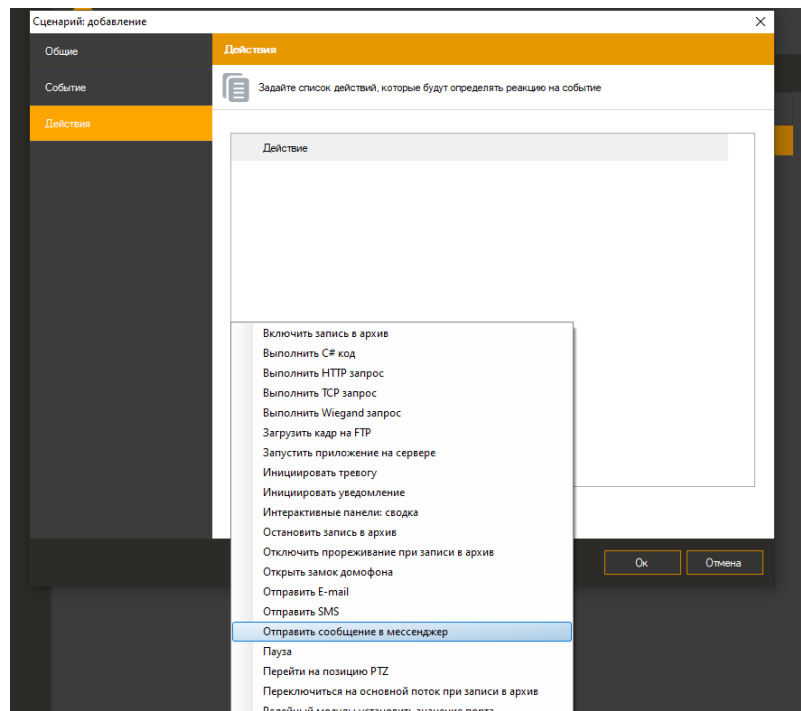 Сценарий: добавление
Общие
Событие
Действия
Действия
Задайте список действий, которые будут определять реакцию на событие
Действие
Включить запись в архив
Выполнить C# код
Выполнить HTTP запрос
Выполнить TCP запрос
Выполнить Wiegand запрос
Загрузить кадр на FTP
Запустить приложение на сервере
Инициировать тревогу
Инициировать уведомление
Интерактивные панели: сводка
Остановить запись в архив
Отключить прореживание при записи в архив
Открыть замок домофона
Отправить E-mail
Отправить SMS
Отправить сообщение в мессенджер
Пауза
Перейти на позицию PTZ
Переключиться на основной поток при записи в архив
установить значение порта
Ок
Отмена